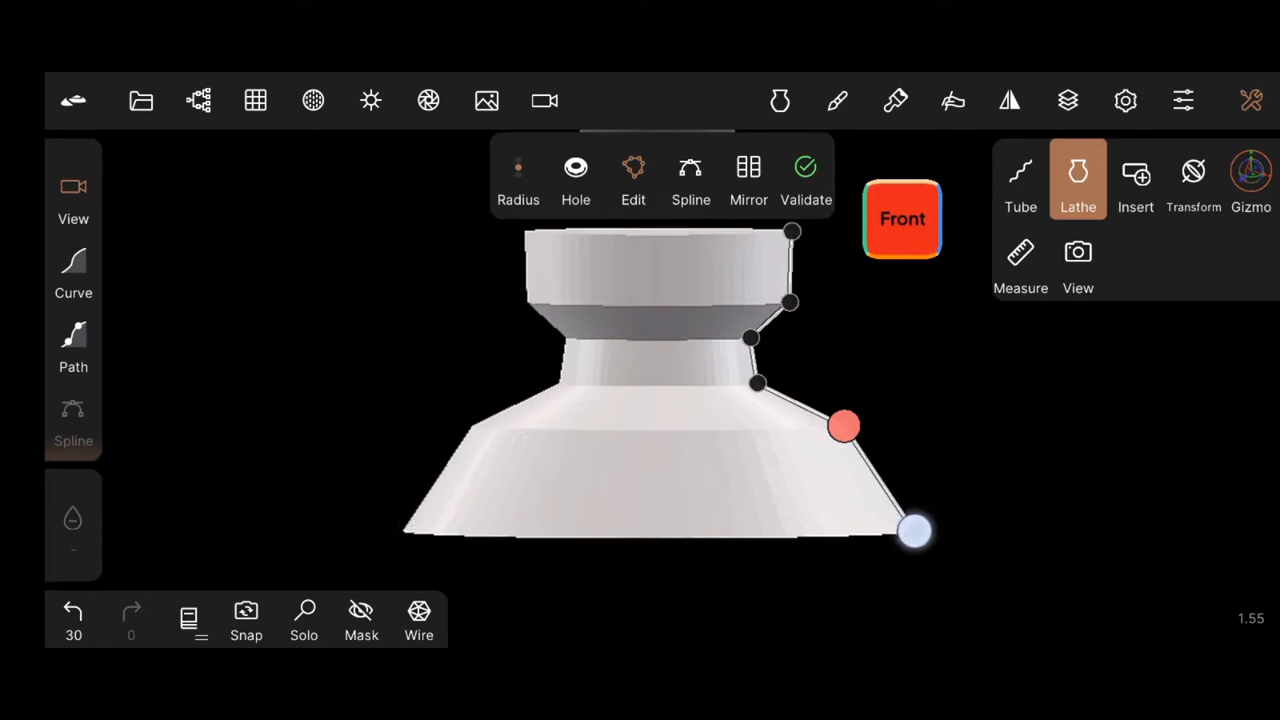 Radius
Hole
Edit
Spline
Mirror
Validate
Front
Tube
Lathe
Insert
Transform
Gizmo
Measure
View
View
Curve
Path
Spline
-
30
0
Snap
Solo
Mask
Wire
1.55